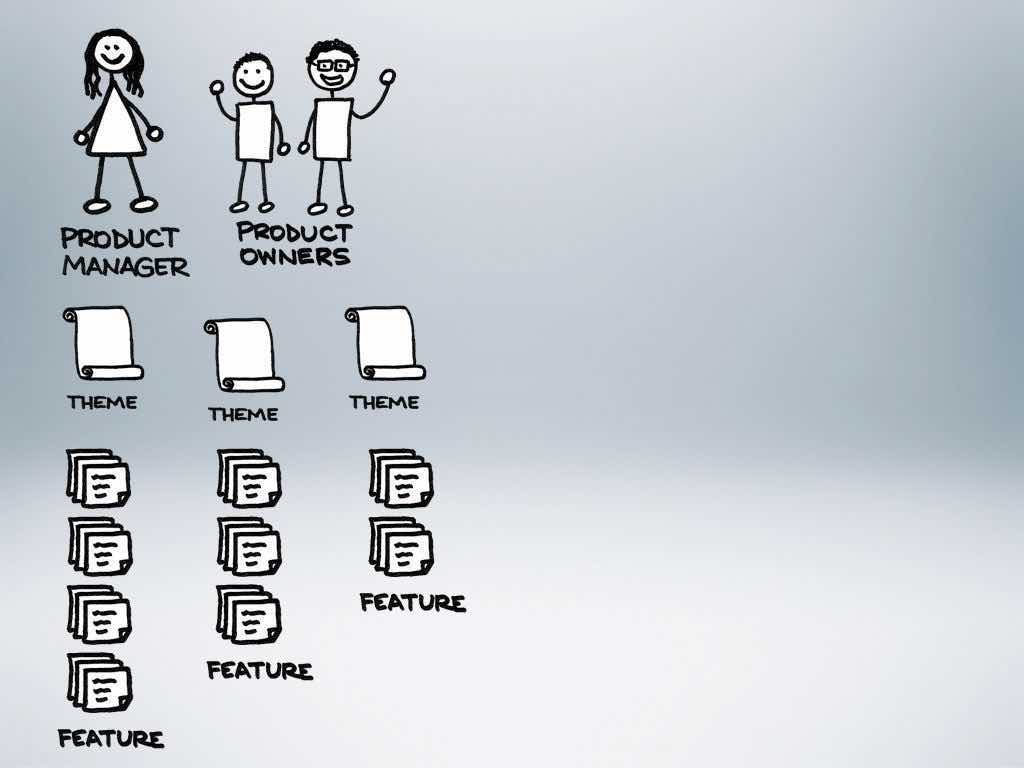 PRODUCT
MANAGER
PRODUCT
OWNERS
THEME
THEME
THEME
FEATURE
FEATURE
FEATURE